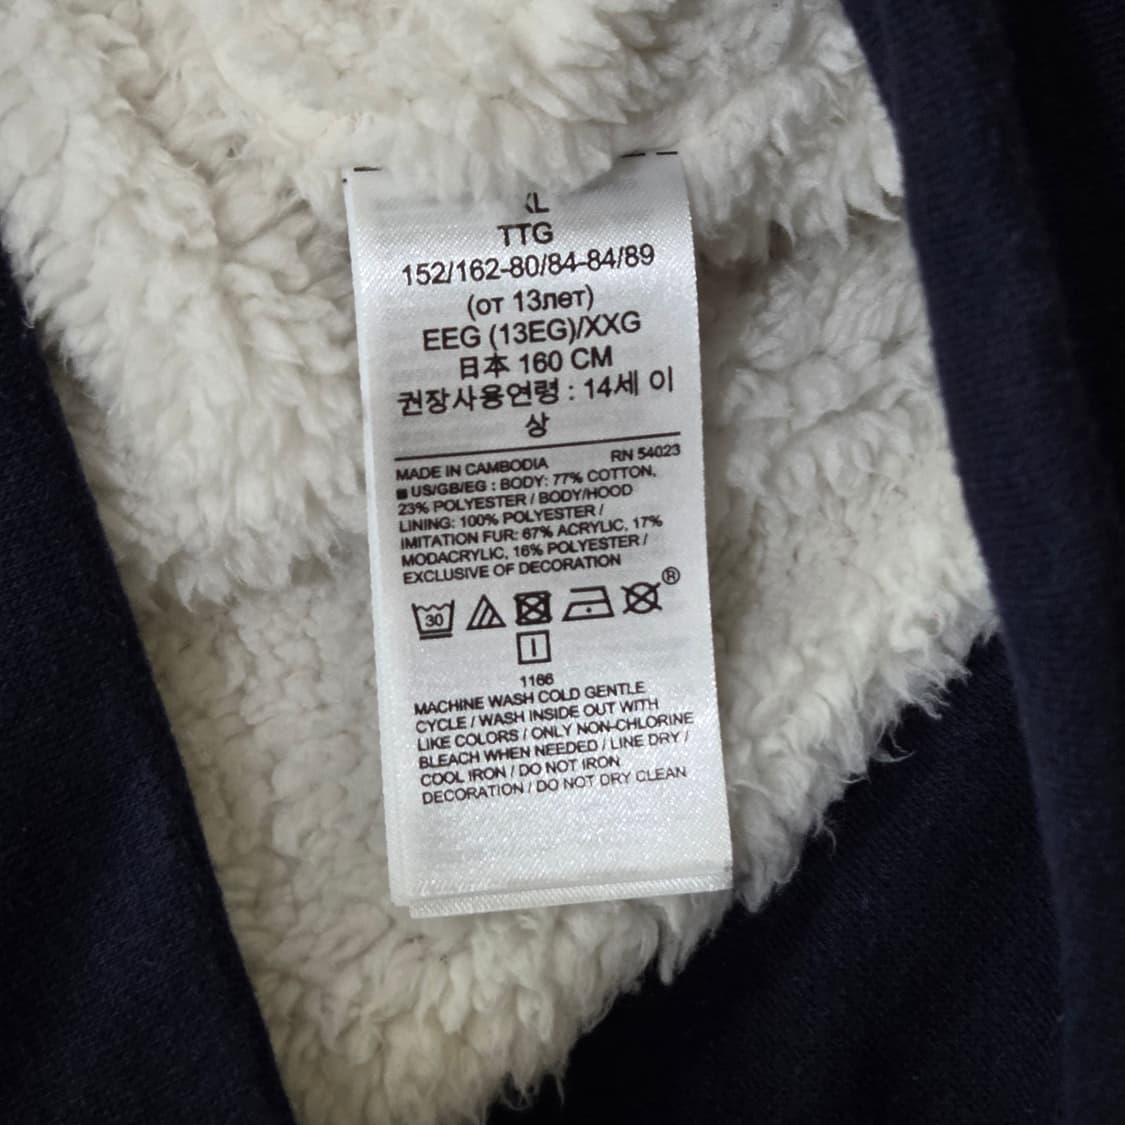 TTG
152/162-80/84-84/89
(от 13лет)
EEG (13EG)/XXG
日本 160 CM
권장사용연령 : 14세 이
상
MADE IN CAMBODIA RN 54023
US/GB/EG : BODY: 77% COTTON,
23% POLYESTER / BODY/HOOD
LINING: 100% POLYESTER /
IMITATION FUR: 67% ACRYLIC, 17%
MODACRYLIC, 16% POLYESTER /
EXCLUSIVE OF DECORATION
30
®
1166
MACHINE WASH COLD GENTLE
CYCLE / WASH INSIDE OUT WITH
LIKE COLORS / ONLY NON-CHLORINE
BLEACH WHEN NEEDED / LINE DRY /
COOL IRON / DO NOT IRON
DECORATION / DO NOT DRY CLEAN